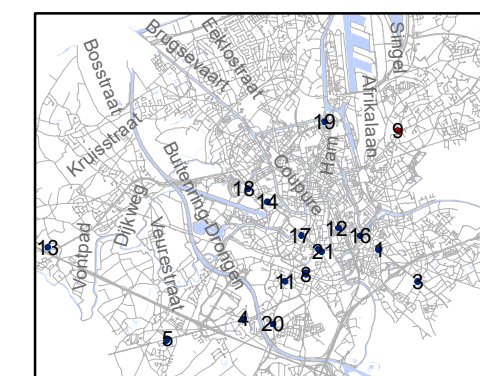 Brugsevaart
Eeklostraat
Singel
Bosstraat
Afrikalaan
19
9
Kruisstraat
Ham
Buitenring-Drongen
Coupure
18
14
Dijkweg
12
17
16
21
1
13
Vontpad
Veurestraat
8
11
3
4
20
5